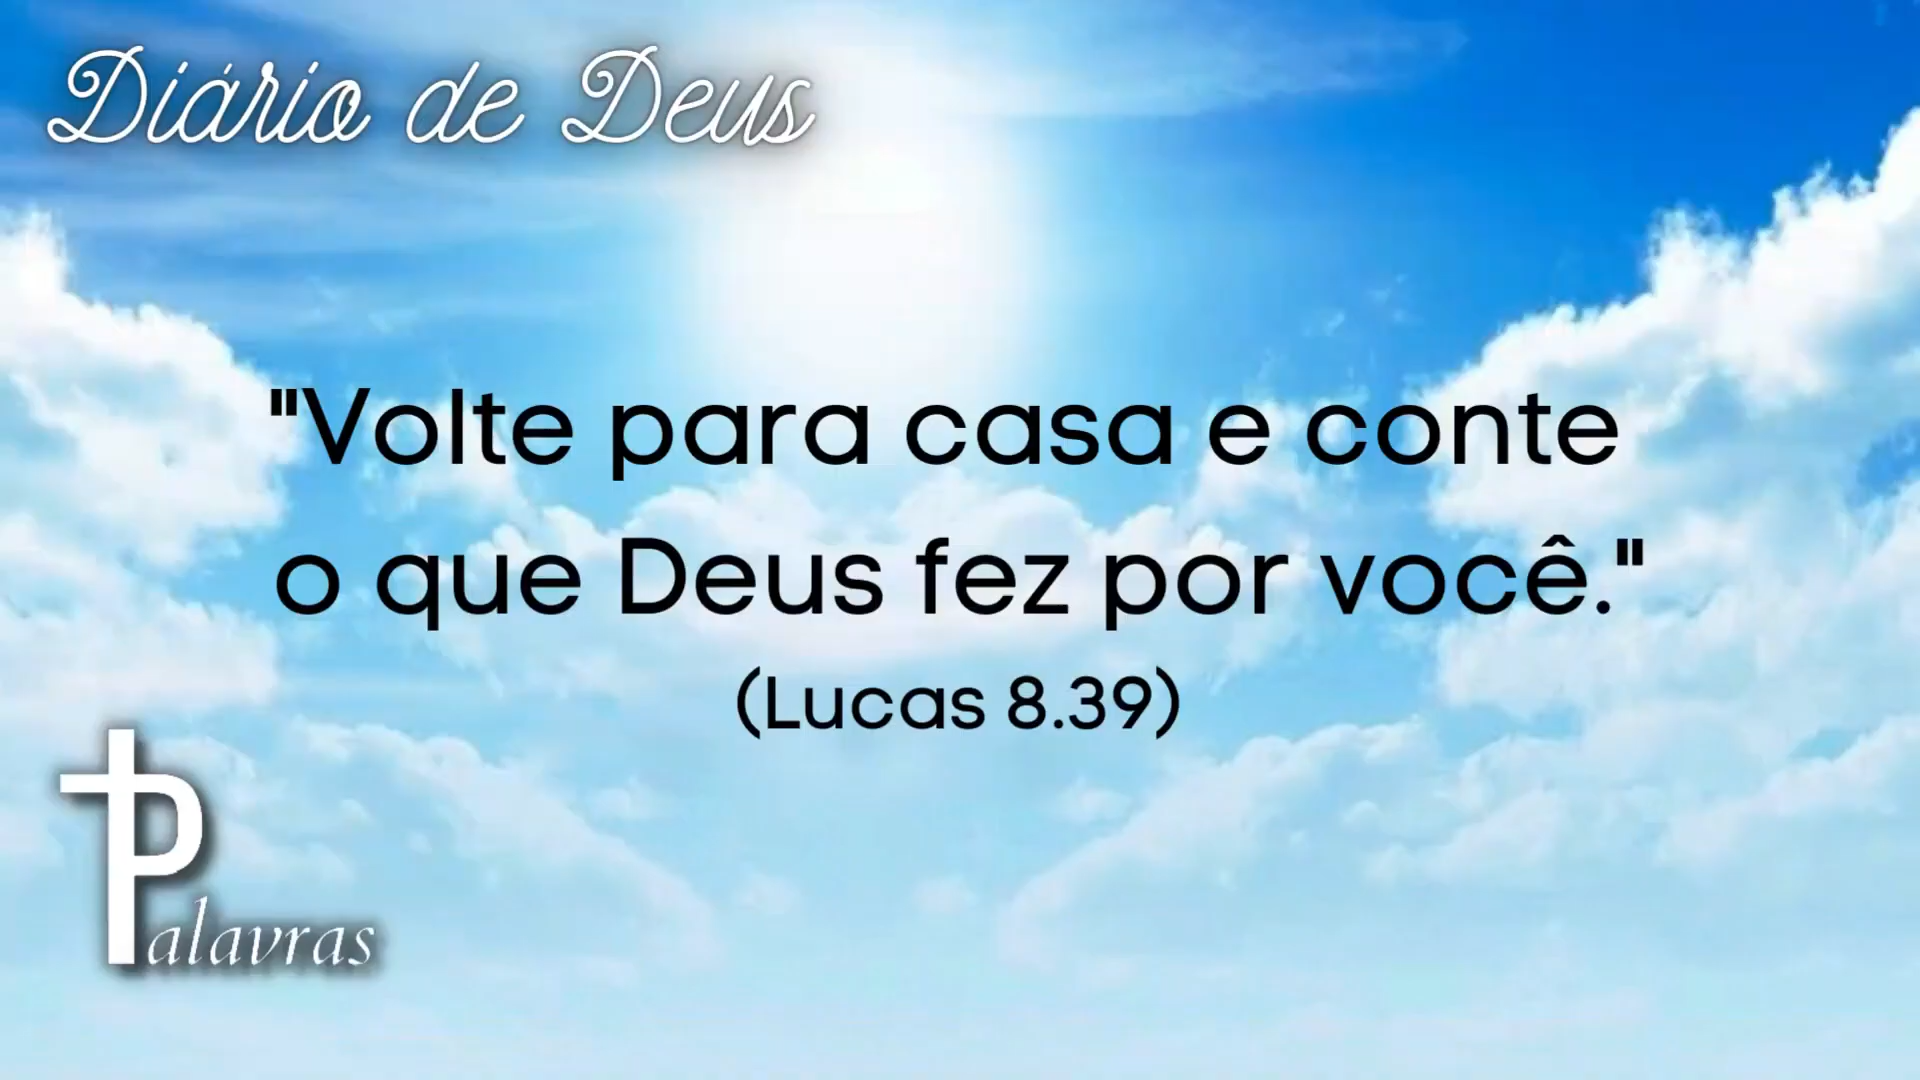 Diário de Deus
"Volte para casa e conte
o que Deus fez por você."
(Lucas 8.39)
Palavras